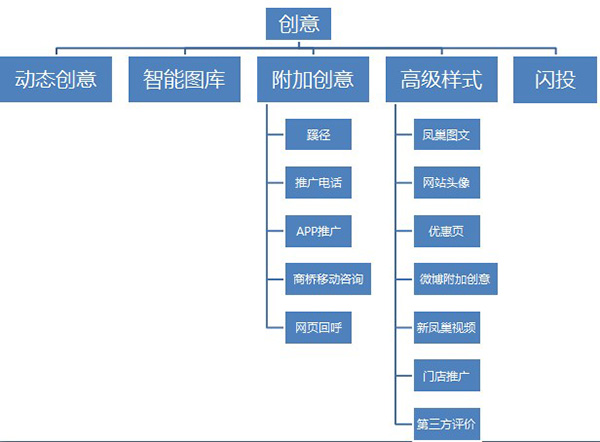 创意
动态创意
智能图库
附加创意
高级样式
闪投
蹊径
推广电话
APP推广
商桥移动咨询
网页回呼
凤巢图文
网站头像
优惠页
微博附加创意
新凤巢视频
门店推广
第三方评价